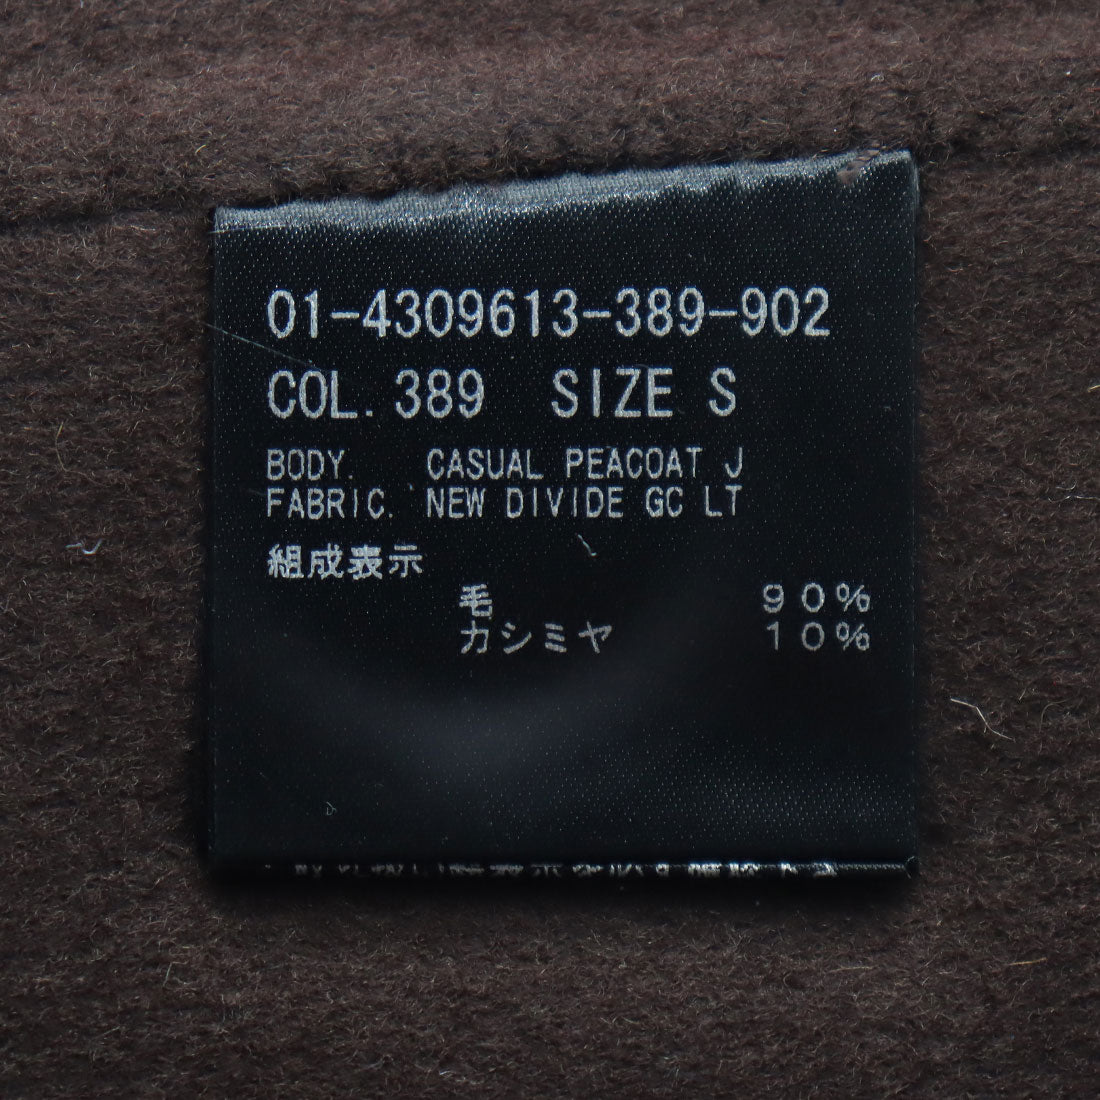 01-4309613-389-902
COL. 389 SIZE S
BODY. CASUAL PEACOAT J
FABRIC. NEW DIVIDE GC LT
組成表示
毛 90%
カシミヤ 10%